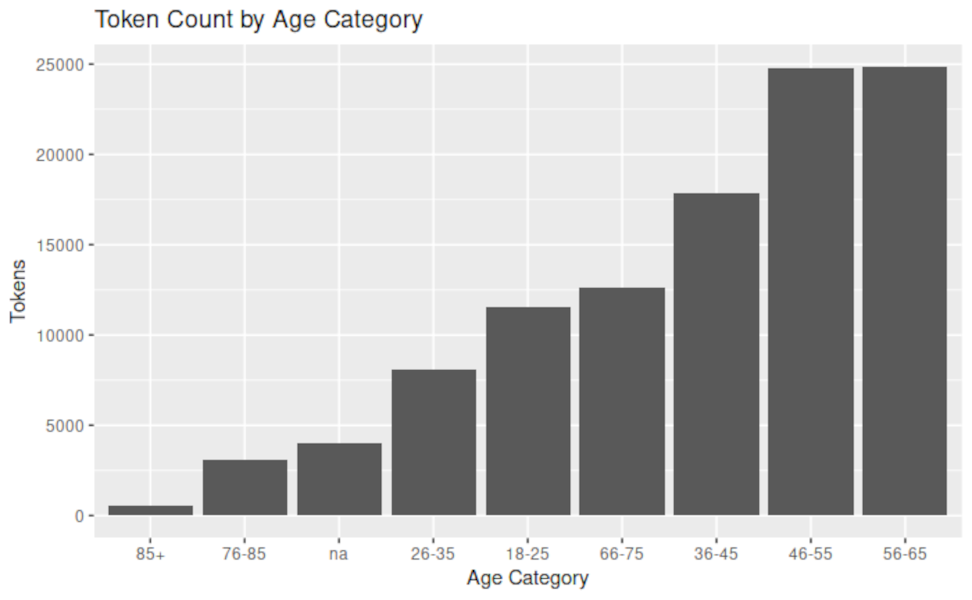 Token Count by Age Category
25000
20000
15000
10000
5000
0
Tokens
85+ 76-85 na 26-35 18-25 66-75 36-45 46-55 56-65
Age Category